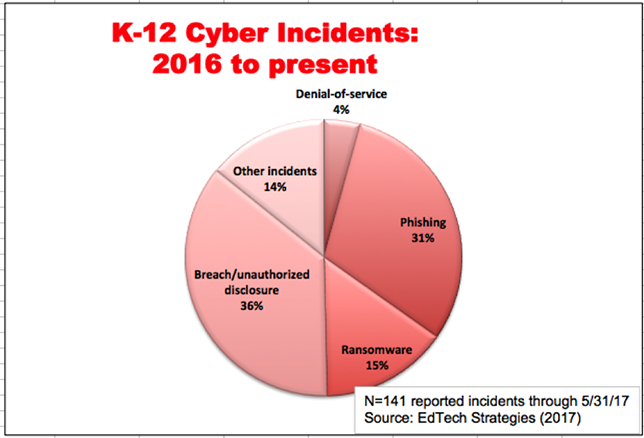 K-12 Cyber Incidents:
2016 to present
Denial-of-service
4%
Phishing
31%
Ransomware
15%
Breach/unauthorized
disclosure
36%
Other incidents
14%
N=141 reported incidents through 5/31/17
Source: EdTech Strategies (2017)